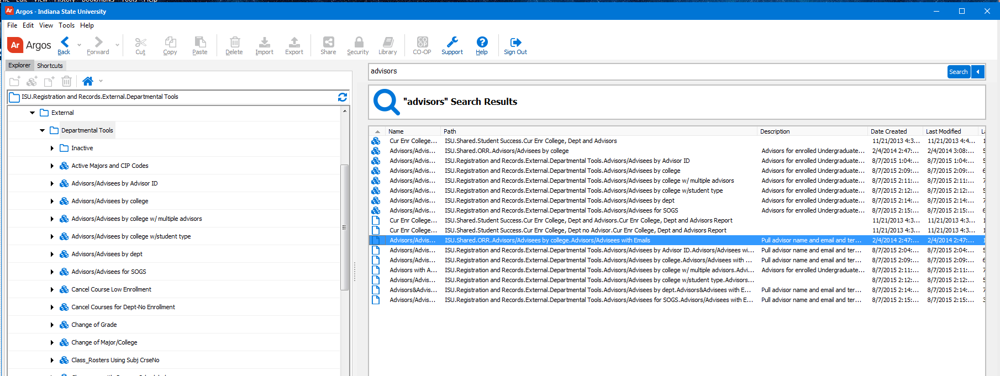 File Edit View History Bookmarks Tools Help
Ar Argos - Indiana State University
File Edit View Tools Help
Ar Argos Back Forward Cut Copy Paste Delete Import Export Share Security Library CO-OP Support Help Sign Out
Explorer Shortcuts
ISU.Registration and Records.External.Departmental Tools
External
Departmental Tools
Inactive
Active Majors and CIP Codes
Advisors/Advisees by Advisor ID
Advisors/Advisees by college
Advisors/Advisees by college w/ multiple advisors
Advisors/Advisees by college w/student type
Advisors/Advisees by dept
Advisors/Advisees for SOGS
Cancel Course Low Enrollment
Cancel Courses for Dept-No Enrollment
Change of Grade
Change of Major/College
Class_Rosters Using Subj CrseNo
advisors Search
"advisors" Search Results
Name Path Description Date Created Last Modified
Cur Enr College... ISU.Shared.Student Success.Cur Enr College, Dept and Advisors 11/21/2013 4:3... 11/21/2013 4:4... 1
Advisors/Advis... ISU.Shared.ORR.Advisors/Advisees by college Advisors for enrolled Undergraduate... 2/4/2014 2:47:... 2/4/2014 3:08:... 5
Advisors/Advis... ISU.Registration and Records.External.Departmental Tools.Advisors/Advisees by Advisor ID Advisors for enrolled Undergraduate... 8/7/2015 1:04:... 8/7/2015 1:04:... 5
Advisors/Advis... ISU.Registration and Records.External.Departmental Tools.Advisors/Advisees by college Advisors for enrolled Undergraduate... 8/7/2015 2:09:... 8/7/2015 2:09:... 6
Advisors/Advis... ISU.Registration and Records.External.Departmental Tools.Advisors/Advisees by college w/ multiple advisors Advisors for enrolled Undergraduate... 8/7/2015 2:11:... 8/7/2015 2:11:... 7
Advisors/Advis... ISU.Registration and Records.External.Departmental Tools.Advisors/Advisees by college w/student type Advisors for enrolled Undergraduate... 8/7/2015 2:12:... 8/7/2015 2:12:... 5
Advisors/Advis... ISU.Registration and Records.External.Departmental Tools.Advisors/Advisees by dept Advisors for enrolled Undergraduate... 8/7/2015 2:14:... 8/7/2015 2:14:... 7
Advisors/Advis... ISU.Registration and Records.External.Departmental Tools.Advisors/Advisees for SOGS Advisors for enrolled Undergraduate... 8/7/2015 2:15:... 8/7/2015 2:15:... 6
Cur Enr College... ISU.Shared.Student Success.Cur Enr College, Dept and Advisors.Cur Enr College, Dept and Advisors Report 11/21/2013 4:3... 11/21/2013 4:3... 1
Cur Enr College... ISU.Shared.Student Success.Cur Enr College, Dept no Advisor.Cur Enr College, Dept and Advisors Report 11/21/2013 4:3... 11/21/2013 4:3... 1
Advisors/Advis... ISU.Shared.ORR.Advisors/Advisees by college.Advisors/Advisees with Emails Pull advisor name and email and ter... 2/4/2014 2:47:... 2/4/2014 2:47:... 1
Advisors/Advis... ISU.Registration and Records.External.Departmental Tools.Advisors/Advisees by Advisor ID.Advisors/Advisees wi... Pull advisor name and email and ter... 8/7/2015 2:04:... 8/7/2015 2:04:... 5
Advisors/Advis... ISU.Registration and Records.External.Departmental Tools.Advisors/Advisees by college.Advisors/Advisees with ... Pull advisor name and email and ter... 8/7/2015 2:09:... 8/7/2015 2:09:... 6
Advisors with A... ISU.Registration and Records.External.Departmental Tools.Advisors/Advisees by college w/ multiple advisors.Advi... Advisors for enrolled Undergraduate... 8/7/2015 2:11:... 8/7/2015 2:11:... 7
Advisors/Advis... ISU.Registration and Records.External.Departmental Tools.Advisors/Advisees by college w/student type.Advisors... 8/7/2015 2:12:... 8/7/2015 2:12:... 5
Advisors&Advis... ISU.Registration and Records.External.Departmental Tools.Advisors/Advisees by dept.Advisors&Advisees with E... Pull advisor name and email and ter... 8/7/2015 2:14:... 8/7/2015 2:14:... 7
Advisors/Advis... ISU.Registration and Records.External.Departmental Tools.Advisors/Advisees for SOGS.Advisors/Advisees with E... Pull advisor name and email and ter... 8/7/2015 2:15:... 8/7/2015 2:15:... 3